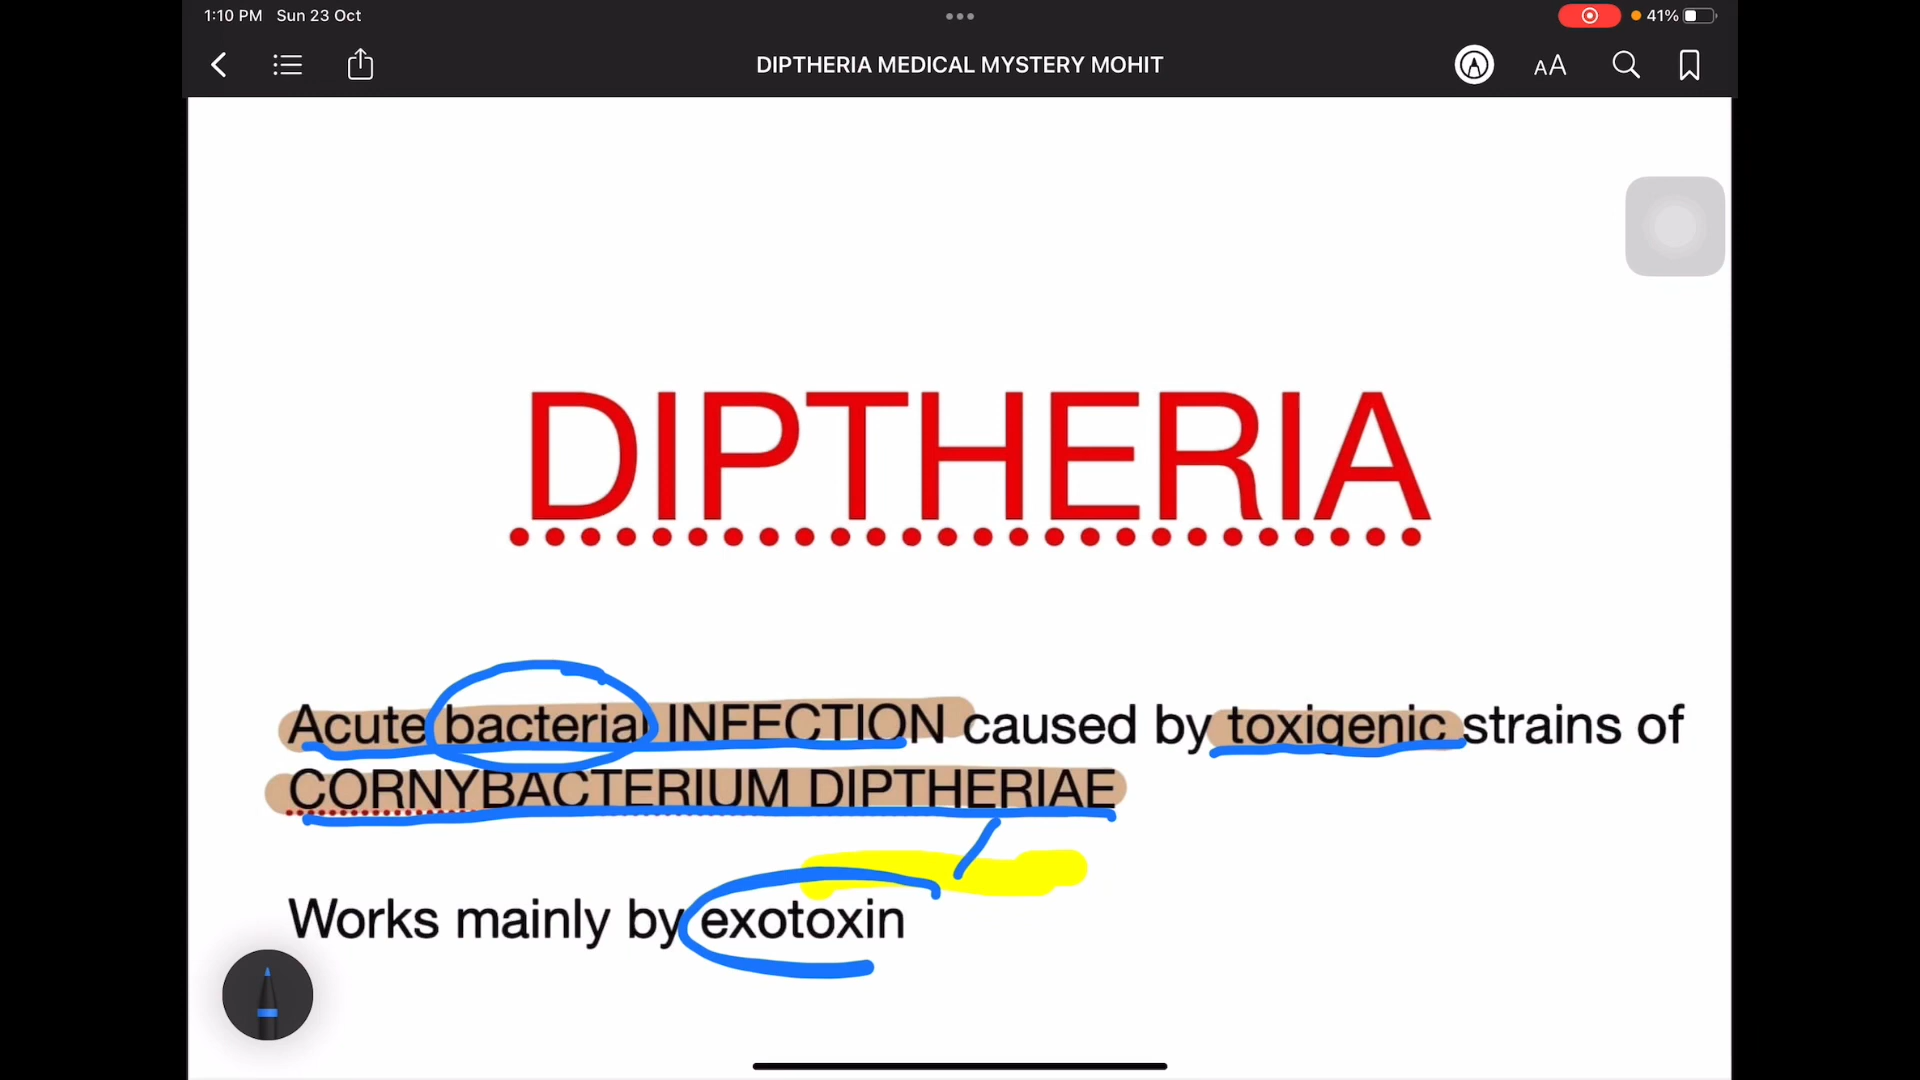 1:10 PM Sun 23 Oct
41%
DIPTHERIA MEDICAL MYSTERY MOHIT
AA
DIPTHERIA
Acute bacterial INFECTION caused by toxigenic strains of
CORNYBACTERIUM DIPTHERIAE
Works mainly by exotoxin